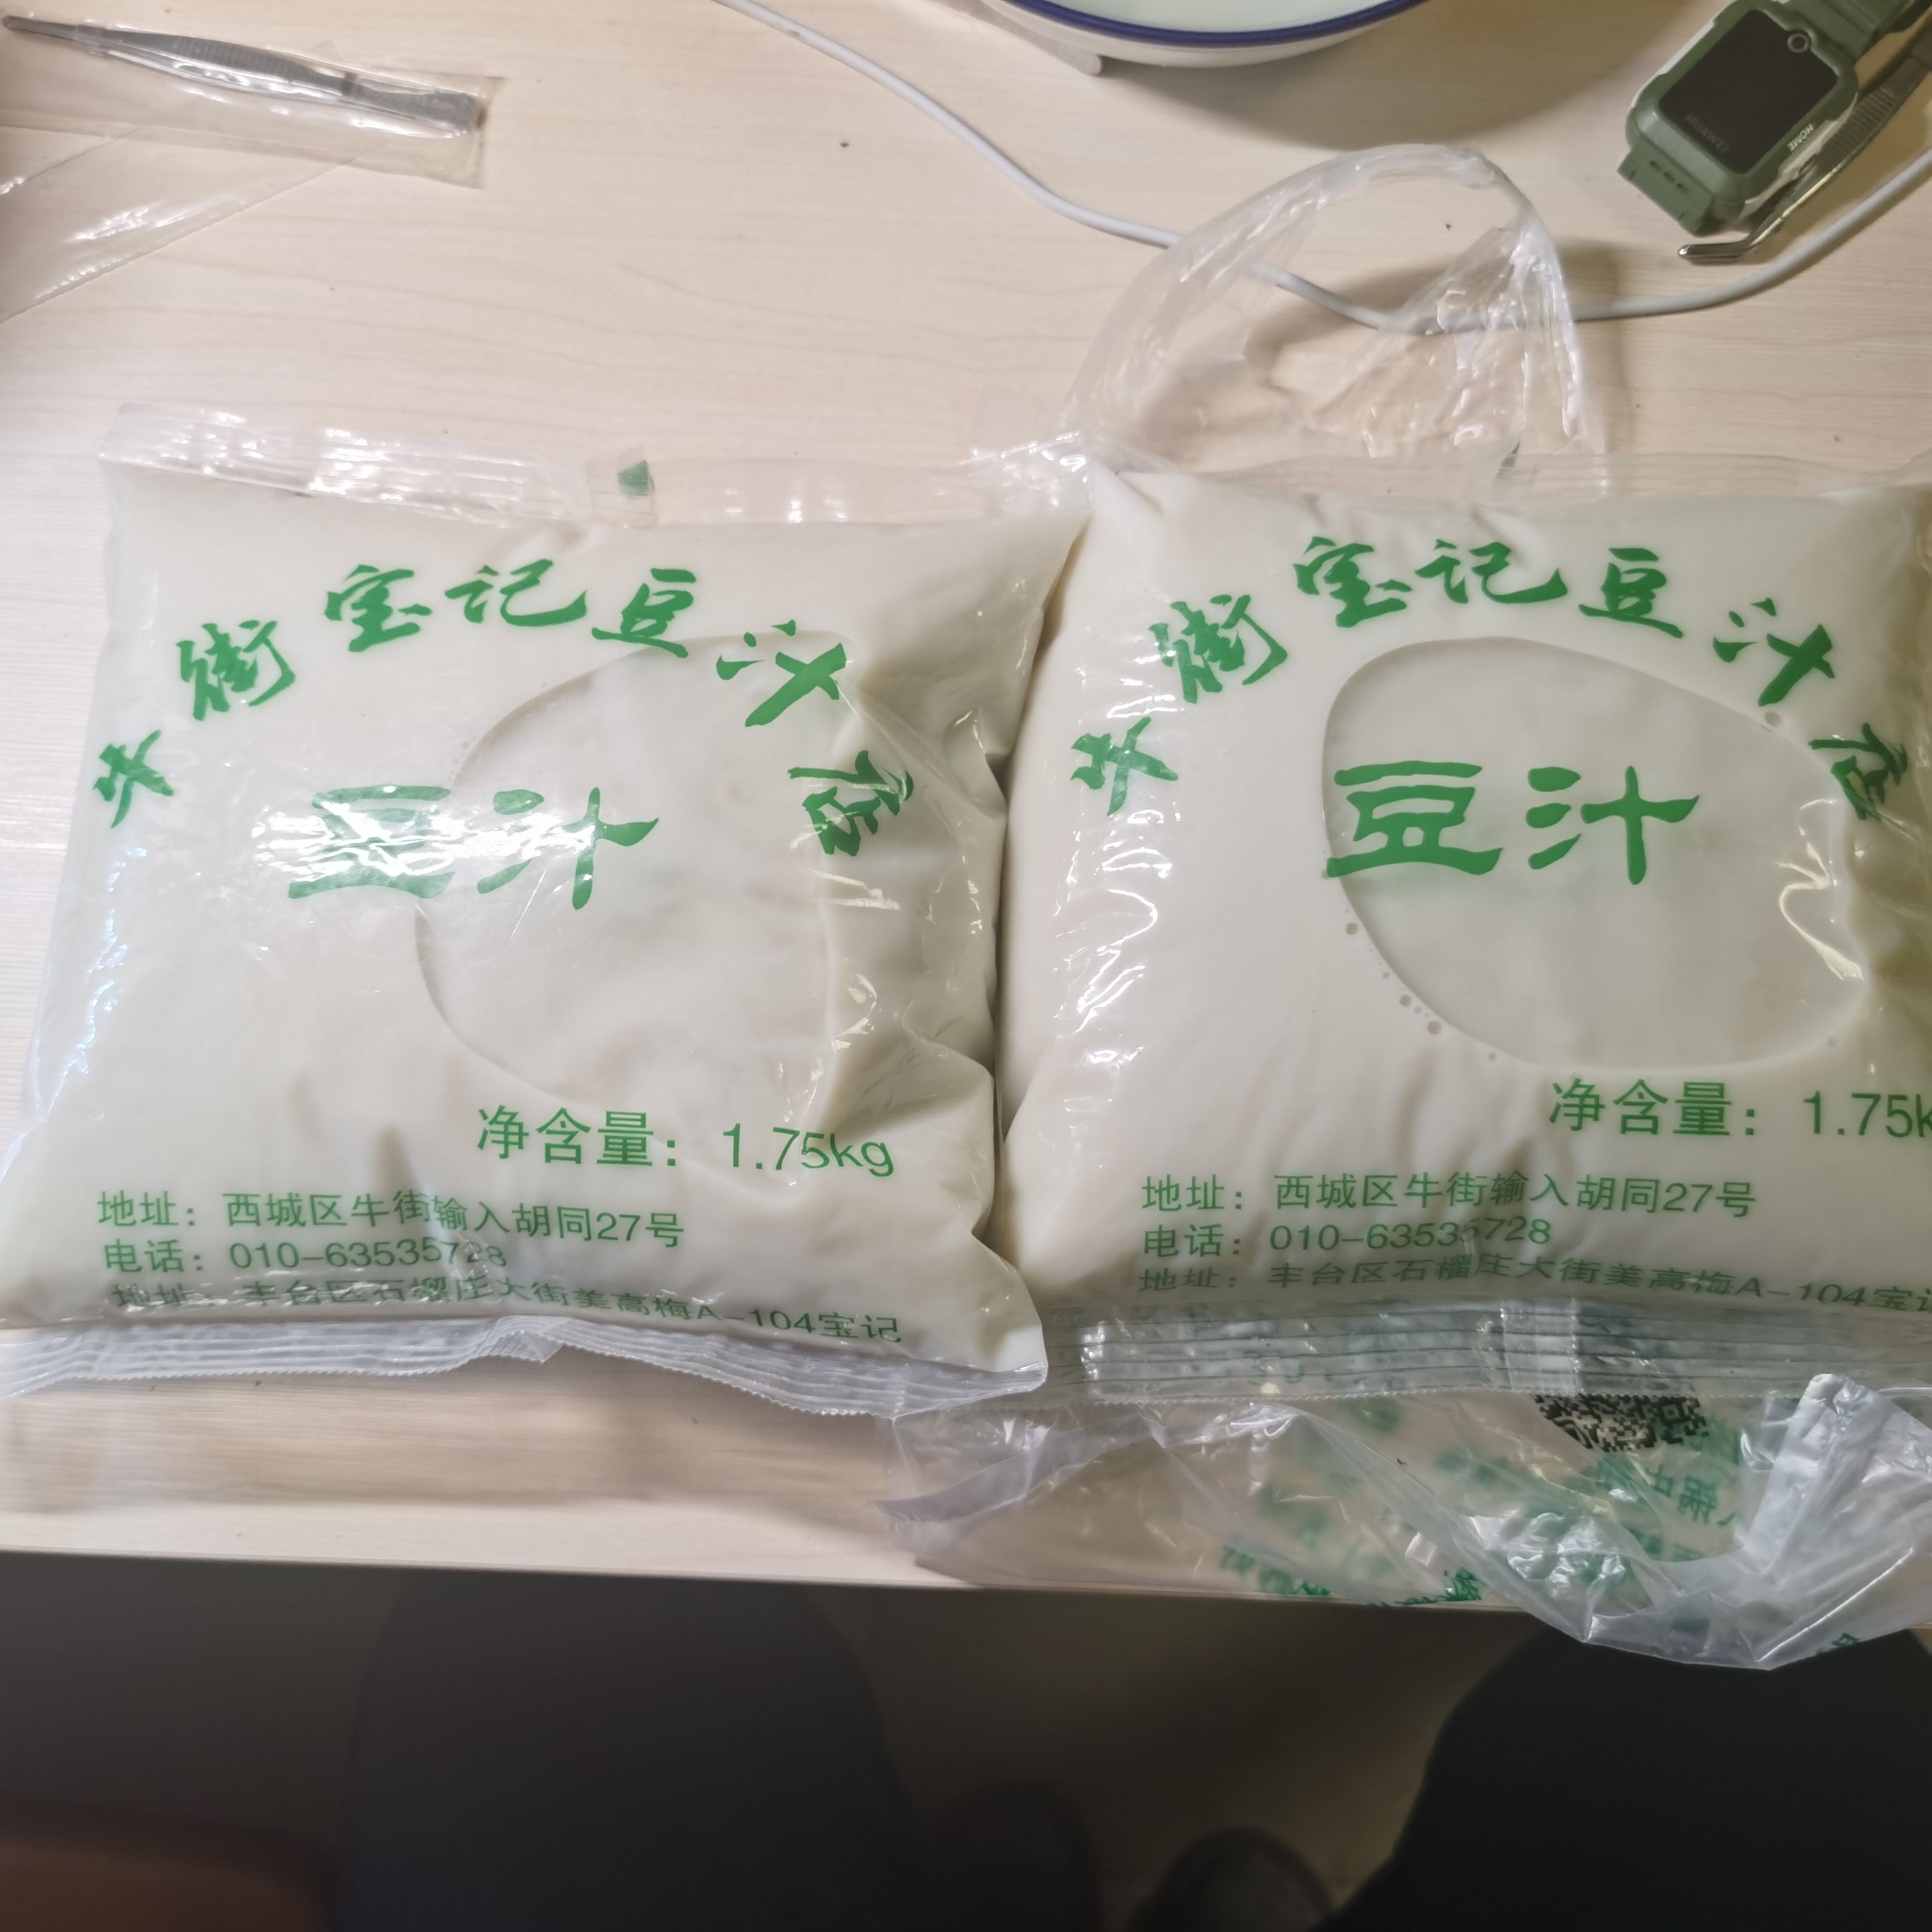 HUAWEI
HOME
牛街宝记豆汁店
豆汁
净含量：1.75kg
地址：西城区牛街输入胡同27号
电话：010-63535728
地址：丰台区石榴庄大街美高梅A-104宝记
牛街宝记豆汁店
豆汁
净含量：1.75k
地址：西城区牛街输入胡同27号
电话：010-63535728
地址：丰台区石榴庄大街美高梅A-104宝记